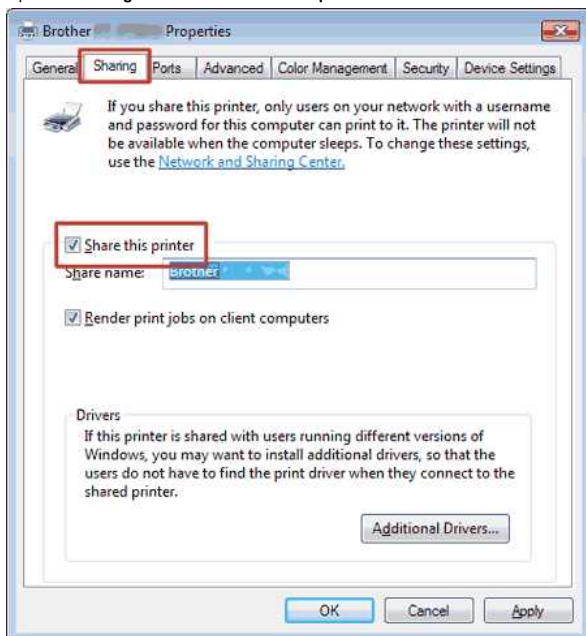 Brother Properties
General Sharing Ports Advanced Color Management Security Device Settings
If you share this printer, only users on your network with a username
and password for this computer can print to it. The printer will not
be available when the computer sleeps. To change these settings,
use the Network and Sharing Center.
Share this printer
Share name: Brother
Render print jobs on client computers
Drivers
If this printer is shared with users running different versions of
Windows, you may want to install additional drivers, so that the
users do not have to find the print driver when they connect to the
shared printer.
Additional Drivers...
OK Cancel Apply